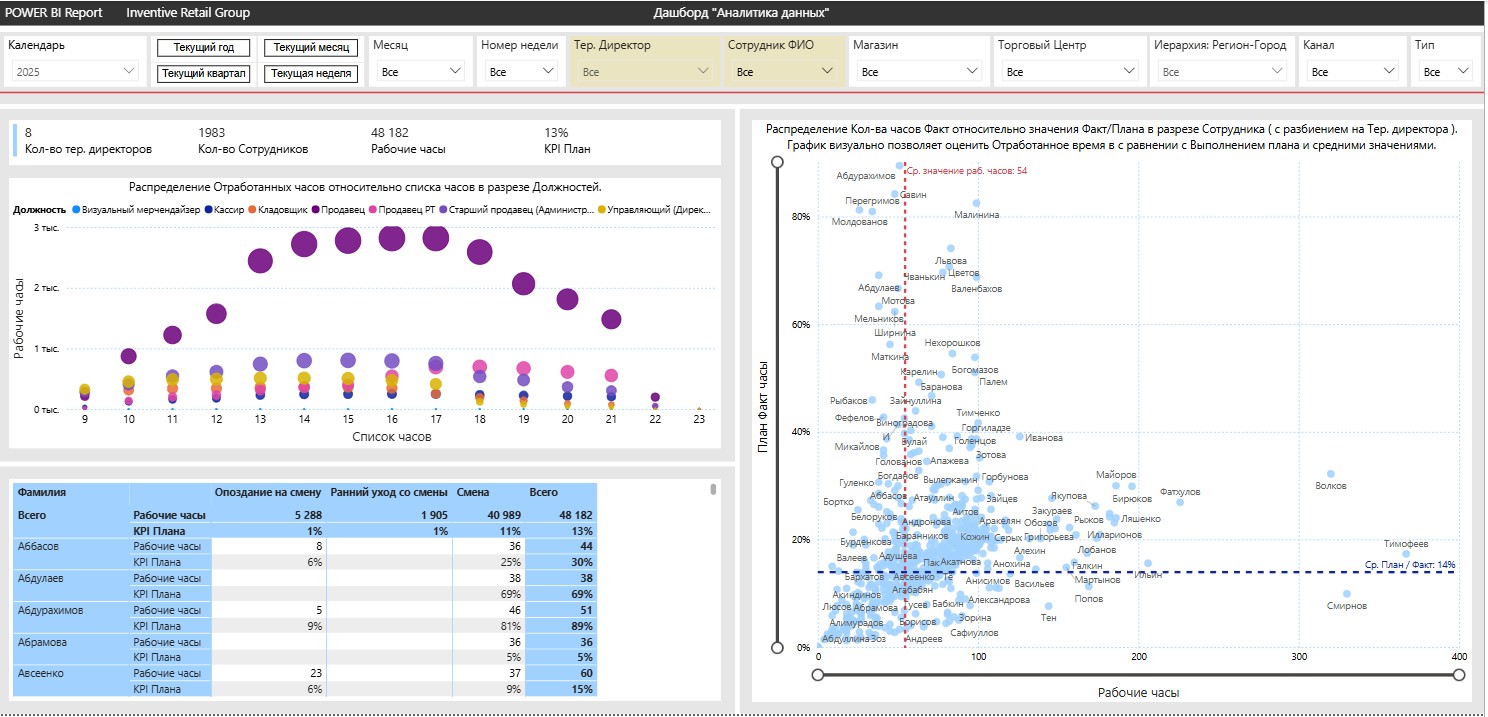 POWER BI Report Inventive Retail Group Дашборд "Аналитика данных"
Календарь
2025
Текущий год Текущий месяц
Текущий квартал Текущая неделя
Месяц
Все
Номер недели
Все
Тер. Директор
Все
Сотрудник ФИО
Все
Магазин
Все
Торговый Центр
Все
Иерархия: Регион-Город
Все
Канал
Все
Тип
Все
8 1983 48 182 13%
Кол-во тер. директоров Кол-во Сотрудников Рабочие часы KPI План
Распределение Отработанных часов относительно списка часов в разрезе Должностей.
Должность Визуальный мерчендайзер Кассир Кладовщик Продавец Продавец РТ Старший продавец (Администр... Управляющий (Дирек...
3 тыс.
2 тыс.
1 тыс.
0 тыс.
Рабочие часы
9 10 11 12 13 14 15 16 17 18 19 20 21 22 23
Список часов
Фамилия Опоздание на смену Ранний уход со смены Смена Всего
Всего Рабочие часы 5 288 1 905 40 989 48 182
KPI Плана 1% 1% 11% 13%
Аббасов Рабочие часы 8 36 44
KPI Плана 6% 25% 30%
Абдулаев Рабочие часы 38 38
KPI Плана 69% 69%
Абдурахимов Рабочие часы 5 46 51
KPI Плана 9% 81% 89%
Абрамова Рабочие часы 36 36
KPI Плана 5% 5%
Авсеенко Рабочие часы 23 37 60
KPI Плана 6% 9% 15%
Распределение Кол-ва часов Факт относительно значения Факт/Плана в разрезе Сотрудника ( с разбиением на Тер. директора ).
График визуально позволяет оценить Отработанное время в с равнении с Выполнением плана и средними значениями.
Ср. значение раб. часов: 54
Абдурахимов
Савин
Перегримов
Малинина
Молдованов
80%
Львова
Чванькин Цветов
Абдулаев Валенбахов
Мотова
Мельников
60%
Ширнина
Нехорошков
Маткина
Карелин Богомазов
Баранова Палем
Рыбаков Зайнуллина
Тимченко
Фефелов Виноградова Горгиладзе
40%
И Булай Голенцов Иванова
Михайлов Зотова
Голованов Апажева
Богданов Вылегжанин Горбунова Майоров Волков
Гуленко
Бортко Аббасов Атауллин Зайцев Якупова Бирюков Фатхулов
Белоруков Андронова Аитов Аракелян Закураев Обозов Рыжов Ляшенко
Баранников Кожин Серых Григорьева Илларионов
20%
Бурденкова Тимофеев
Валеев Адушева Пак Акатнова Анохина Алехин Лобанов
Галкин Ср. План / Факт: 14%
Бархатов Авсеенко Те Анисимов Васильев Мартынов Ильин
Акиндинов Агабабян
Люсов Абрамова Гусев Бабкин Александрова Попов Смирнов
Алимурадов Борисов Зорина Тен
Абдуллина Зоз Андреев Сафиуллов
0%
План Факт часы
0 100 200 300 400
Рабочие часы